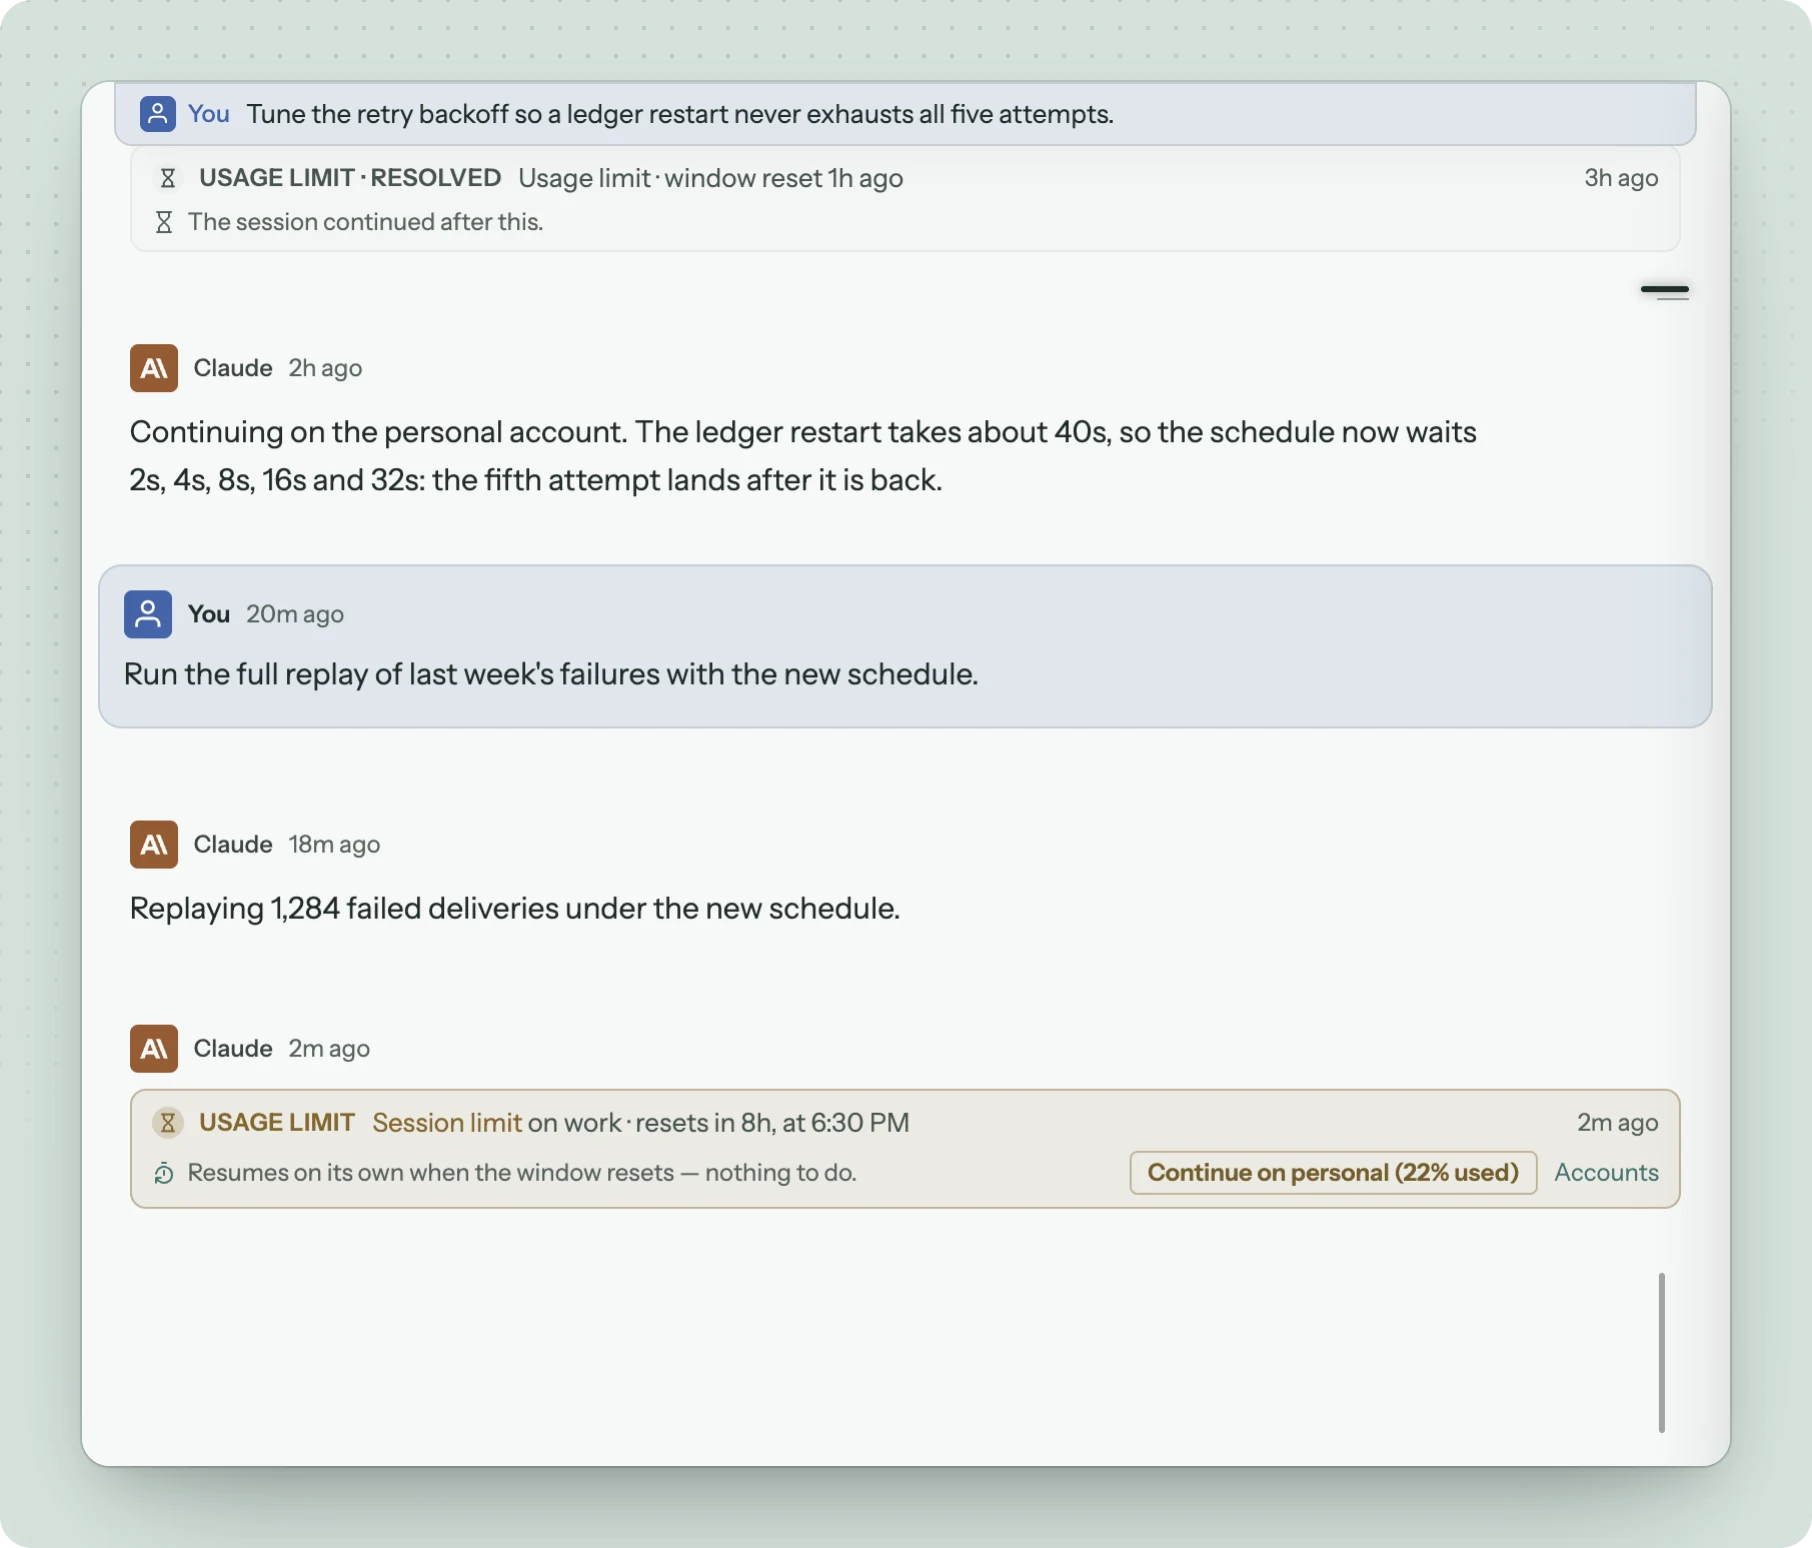 You Tune the retry backoff so a ledger restart never exhausts all five attempts.
USAGE LIMIT · RESOLVED Usage limit · window reset 1h ago 3h ago
The session continued after this.
Claude 2h ago
Continuing on the personal account. The ledger restart takes about 40s, so the schedule now waits
2s, 4s, 8s, 16s and 32s: the fifth attempt lands after it is back.
You 20m ago
Run the full replay of last week's failures with the new schedule.
Claude 18m ago
Replaying 1,284 failed deliveries under the new schedule.
Claude 2m ago
USAGE LIMIT Session limit on work · resets in 8h, at 6:30 PM 2m ago
Resumes on its own when the window resets — nothing to do. Continue on personal (22% used) Accounts